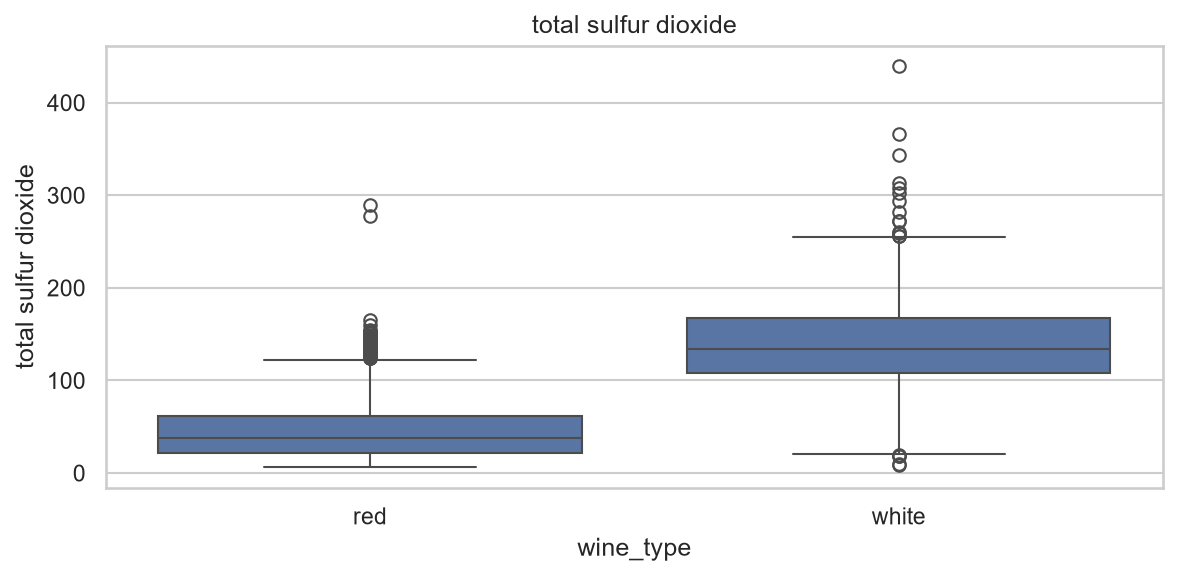 total sulfur dioxide
total sulfur dioxide
400
300
200
100
0
red
white
wine_type